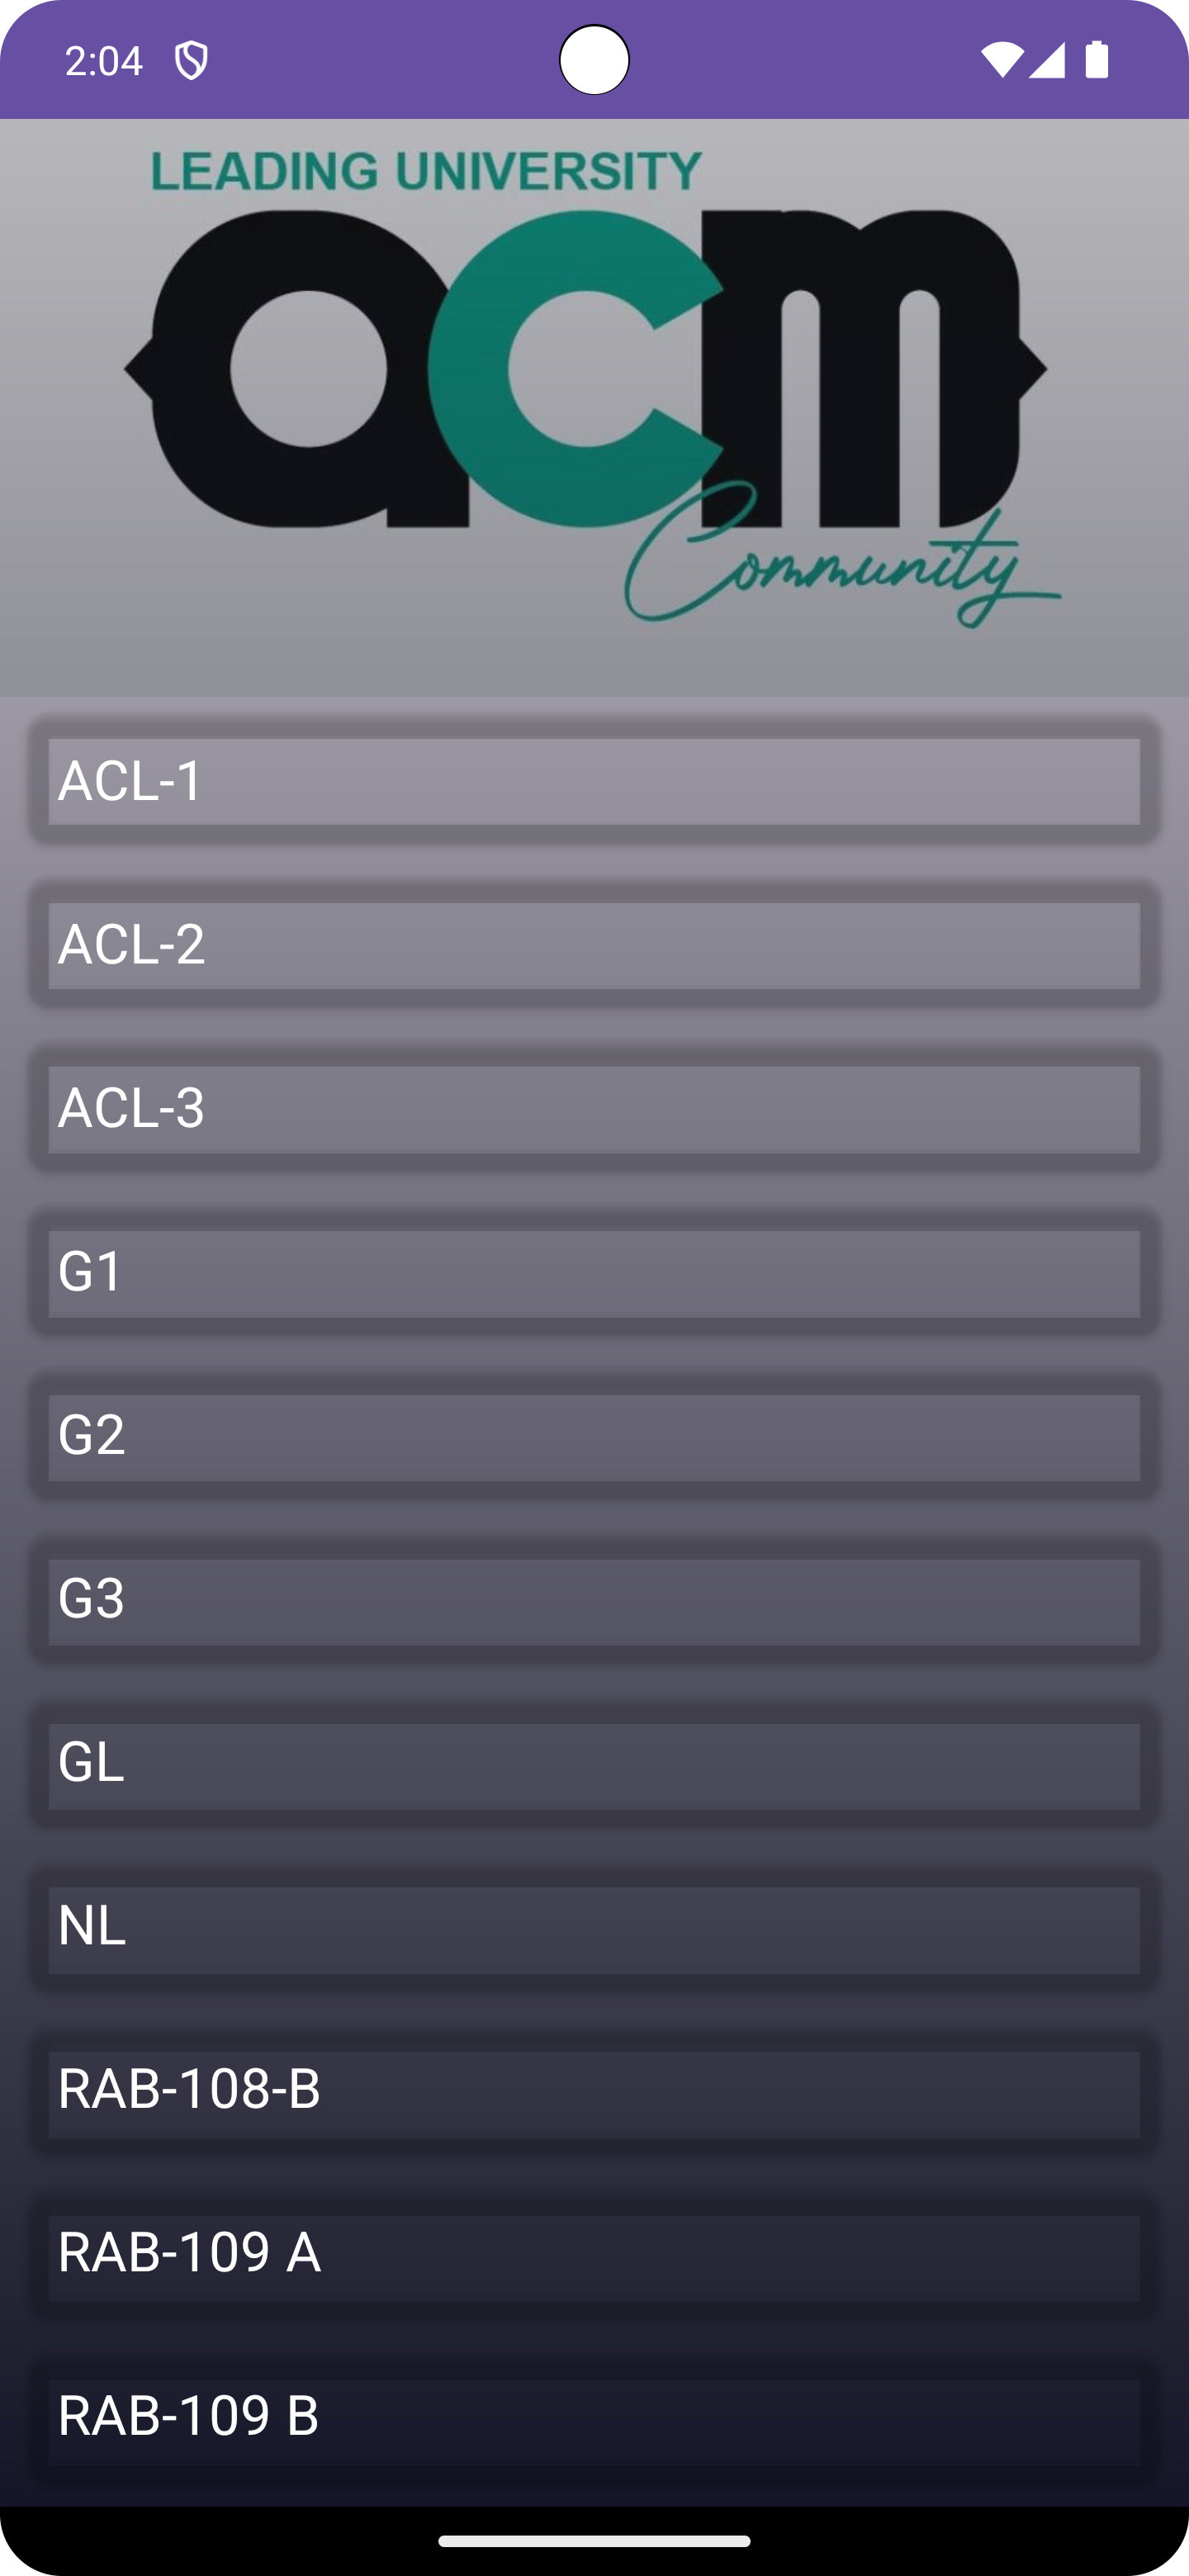 2:04
LEADING UNIVERSITY
acm
Community
ACL-1
ACL-2
ACL-3
G1
G2
G3
GL
NL
RAB-108-B
RAB-109 A
RAB-109 B